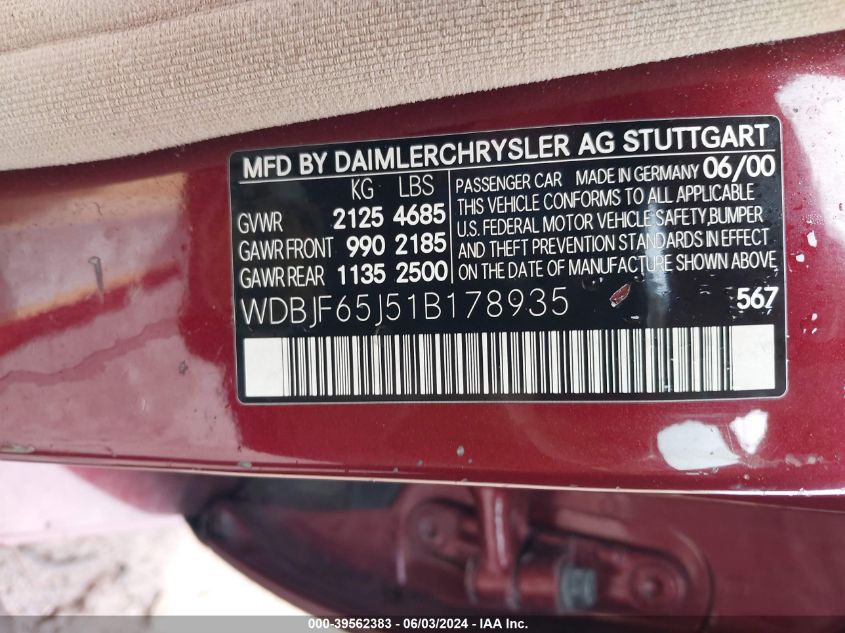 MFD BY DAIMLERCHRYSLER AG STUTTGART
KG LBS
GVWR 2125 4685
GAWR FRONT 990 2185
GAWR REAR 1135 2500
PASSENGER CAR MADE IN GERMANY 06/00
THIS VEHICLE CONFORMS TO ALL APPLICABLE
U.S. FEDERAL MOTOR VEHICLE SAFETY, BUMPER
AND THEFT PREVENTION STANDARDS IN EFFECT
ON THE DATE OF MANUFACTURE SHOWN ABOVE.
WDBJF65J51B178935 567
000-39562383 - 06/03/2024 - IAA Inc.